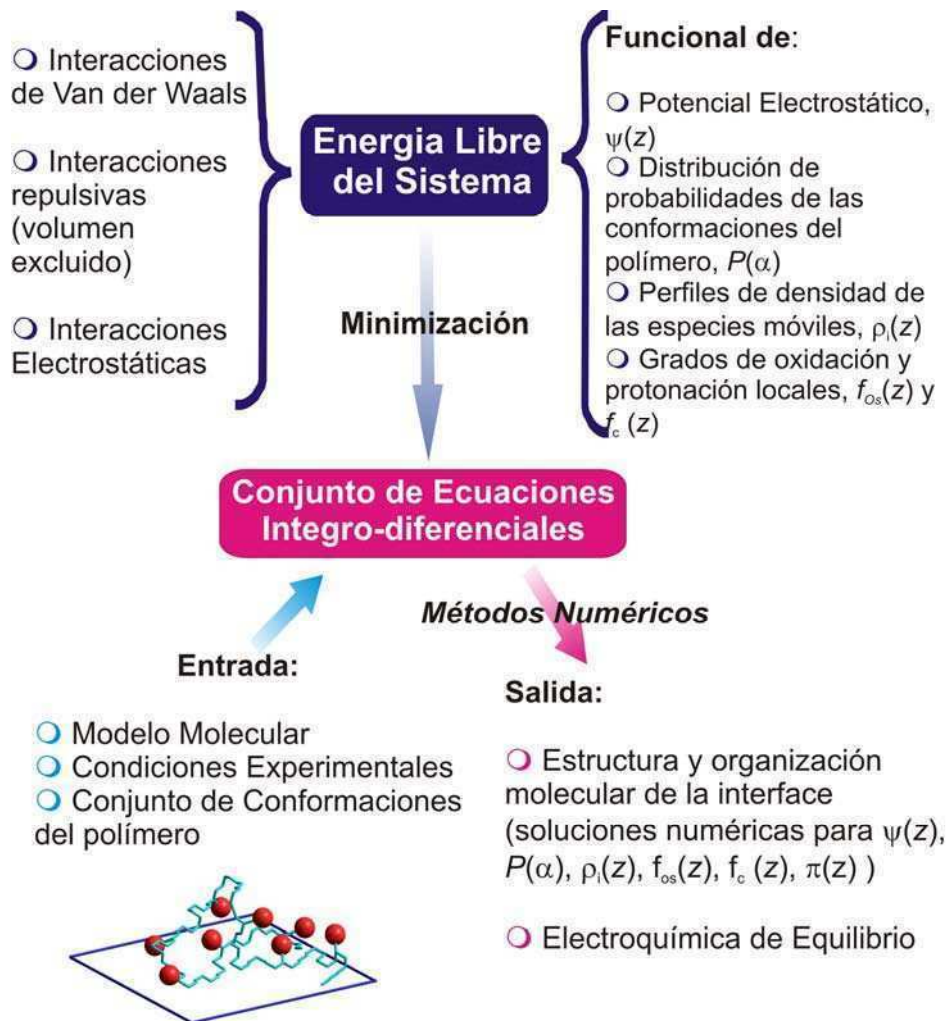 ○ Interacciones
de Van der Waals
○ Interacciones
repulsivas
(volumen
excluido)
○ Interacciones
Electrostáticas
Energia Libre
del Sistema
Funcional de:
○ Potencial Electrostático,
ψ(z)
○ Distribución de
probabilidades de las
conformaciones del
polímero, P(α)
○ Perfiles de densidad de
las especies móviles, ρi(z)
○ Grados de oxidación y
protonación locales, fOs(z) y
fc (z)
Minimización
Conjunto de Ecuaciones
Integro-diferenciales
Métodos Numéricos
Entrada:
○ Modelo Molecular
○ Condiciones Experimentales
○ Conjunto de Conformaciones
del polímero
Salida:
○ Estructura y organización
molecular de la interface
(soluciones numéricas para ψ(z),
P(α), ρi(z), fos(z), fc (z), π(z) )
○ Electroquímica de Equilibrio